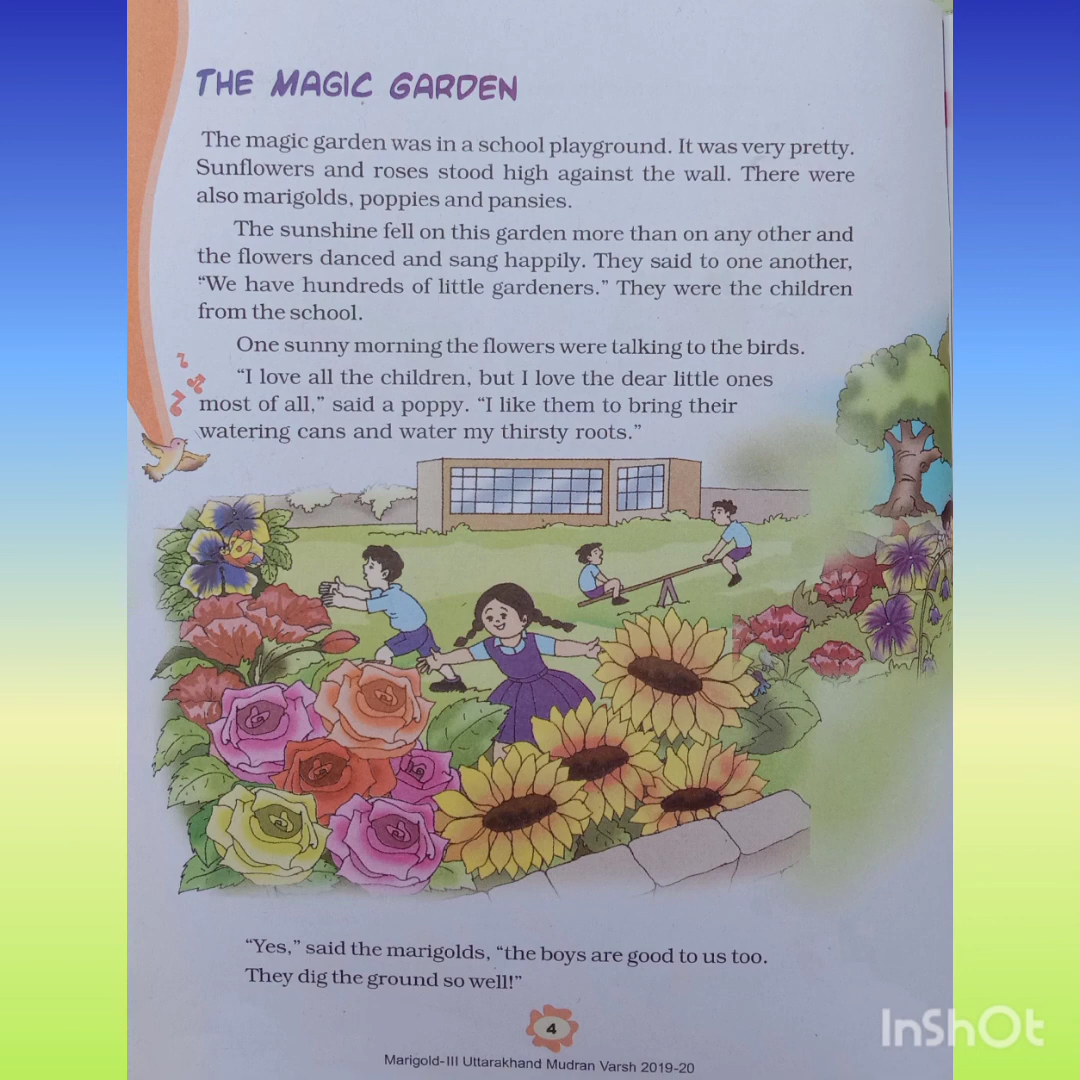 THE MAGIC GARDEN
The magic garden was in a school playground. It was very pretty.
Sunflowers and roses stood high against the wall. There were
also marigolds, poppies and pansies.
The sunshine fell on this garden more than on any other and
the flowers danced and sang happily. They said to one another,
“We have hundreds of little gardeners.” They were the children
from the school.
One sunny morning the flowers were talking to the birds.
“I love all the children, but I love the dear little ones
most of all,” said a poppy. “I like them to bring their
watering cans and water my thirsty roots.”
“Yes,” said the marigolds, “the boys are good to us too.
They dig the ground so well!”
4
Marigold-III Uttarakhand Mudran Varsh 2019-20
InShOt